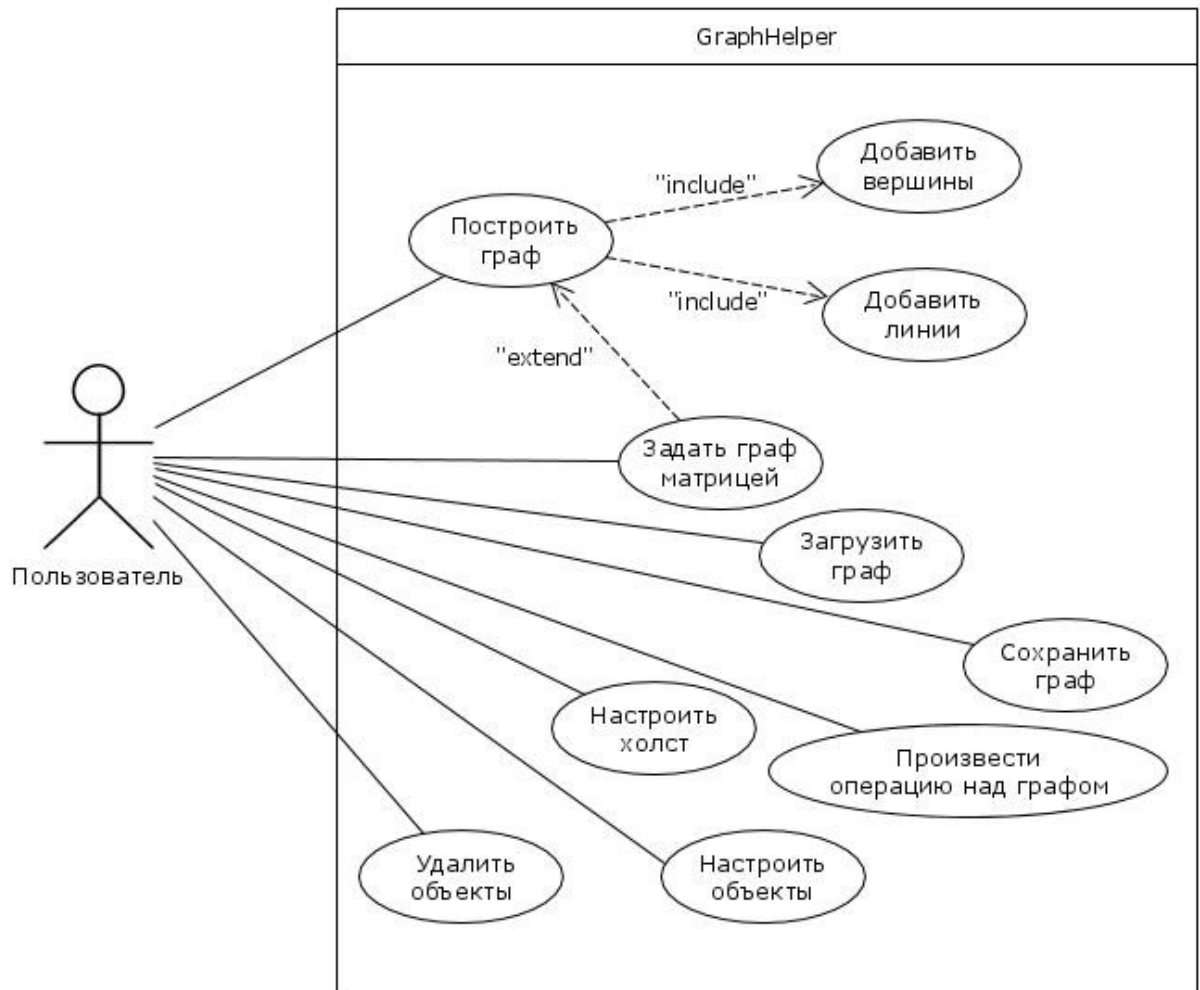 GraphHelper
Добавить
вершины
"include"
Построить
граф
"include"
Добавить
линии
"extend"
Задать граф
матрицей
Пользователь
Загрузить
граф
Сохранить
граф
Настроить
холст
Произвести
операцию над графом
Удалить
объекты
Настроить
объекты